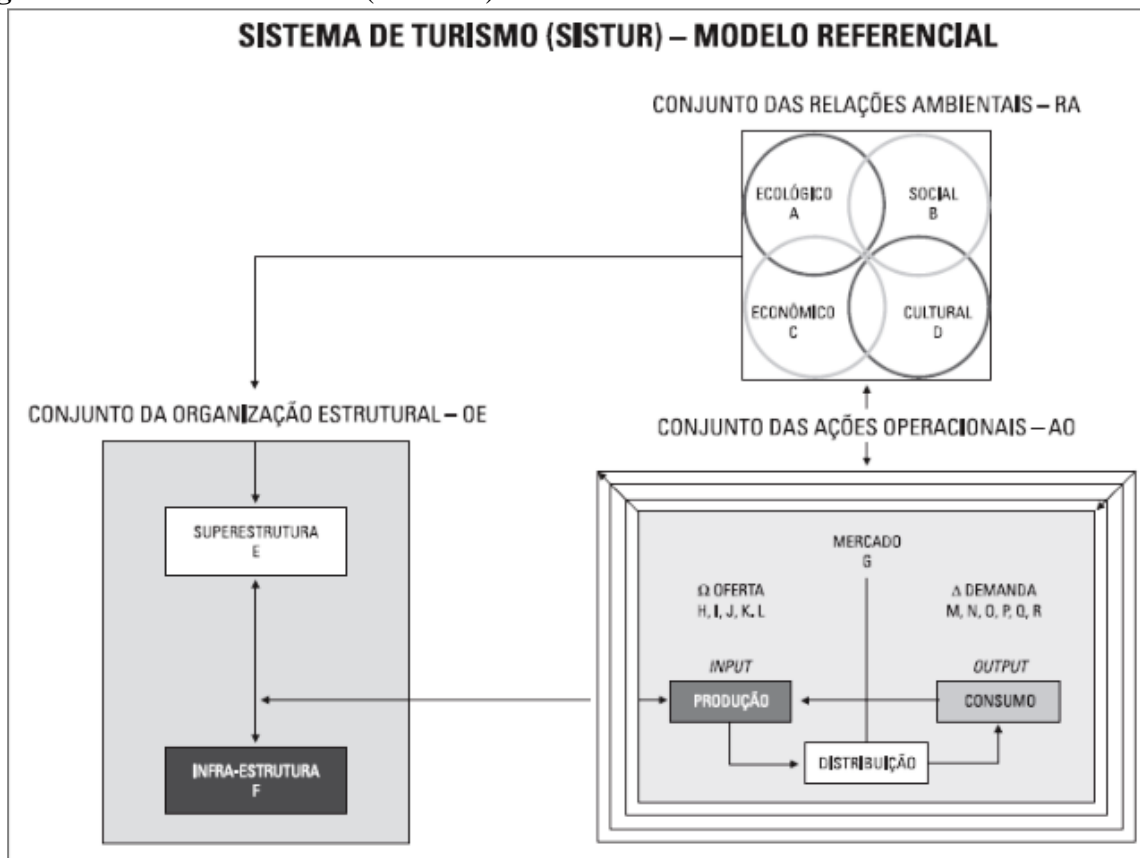 SISTEMA DE TURISMO (SISTUR) – MODELO REFERENCIAL
CONJUNTO DAS RELAÇÕES AMBIENTAIS – RA
ECOLÓGICO
A
SOCIAL
B
ECONÔMICO
C
CULTURAL
D
CONJUNTO DA ORGANIZAÇÃO ESTRUTURAL – OE
SUPERESTRUTURA
E
INFRA-ESTRUTURA
F
CONJUNTO DAS AÇÕES OPERACIONAIS – AO
MERCADO
G
Ω OFERTA
H, I, J, K, L
Δ DEMANDA
M, N, O, P, Q, R
INPUT
PRODUÇÃO
OUTPUT
CONSUMO
DISTRIBUIÇÃO